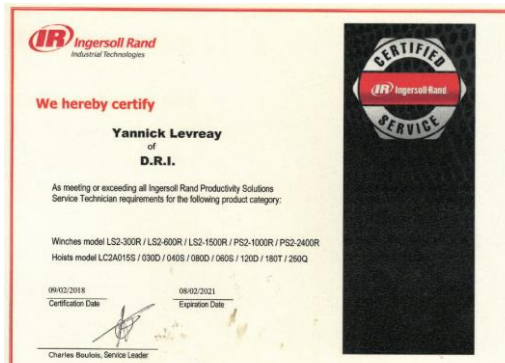 IR Ingersoll Rand
Industrial Technologies
CERTIFIED
IR Ingersoll Rand
SERVICE
We hereby certify
Yannick Levreay
of
D.R.I.
As meeting or exceeding all Ingersoll Rand Productivity Solutions
Service Technician requirements for the following product category:
Winches model LS2-300R / LS2-600R / LS2-1500R / PS2-1000R / PS2-2400R
Hoists model LC2A015S / 030D / 040S / 080D / 060S / 120D / 180T / 250Q
09/02/2018 08/02/2021
Certification Date Expiration Date
Charles Boulois, Service Leader